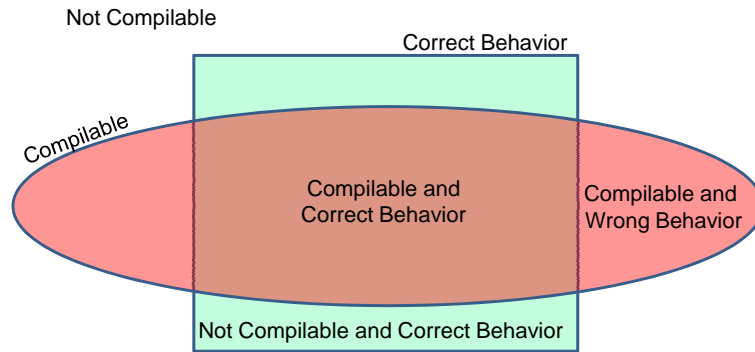 Not Compilable
Correct Behavior
Compilable
Compilable and
Correct Behavior
Compilable and
Wrong Behavior
Not Compilable and Correct Behavior